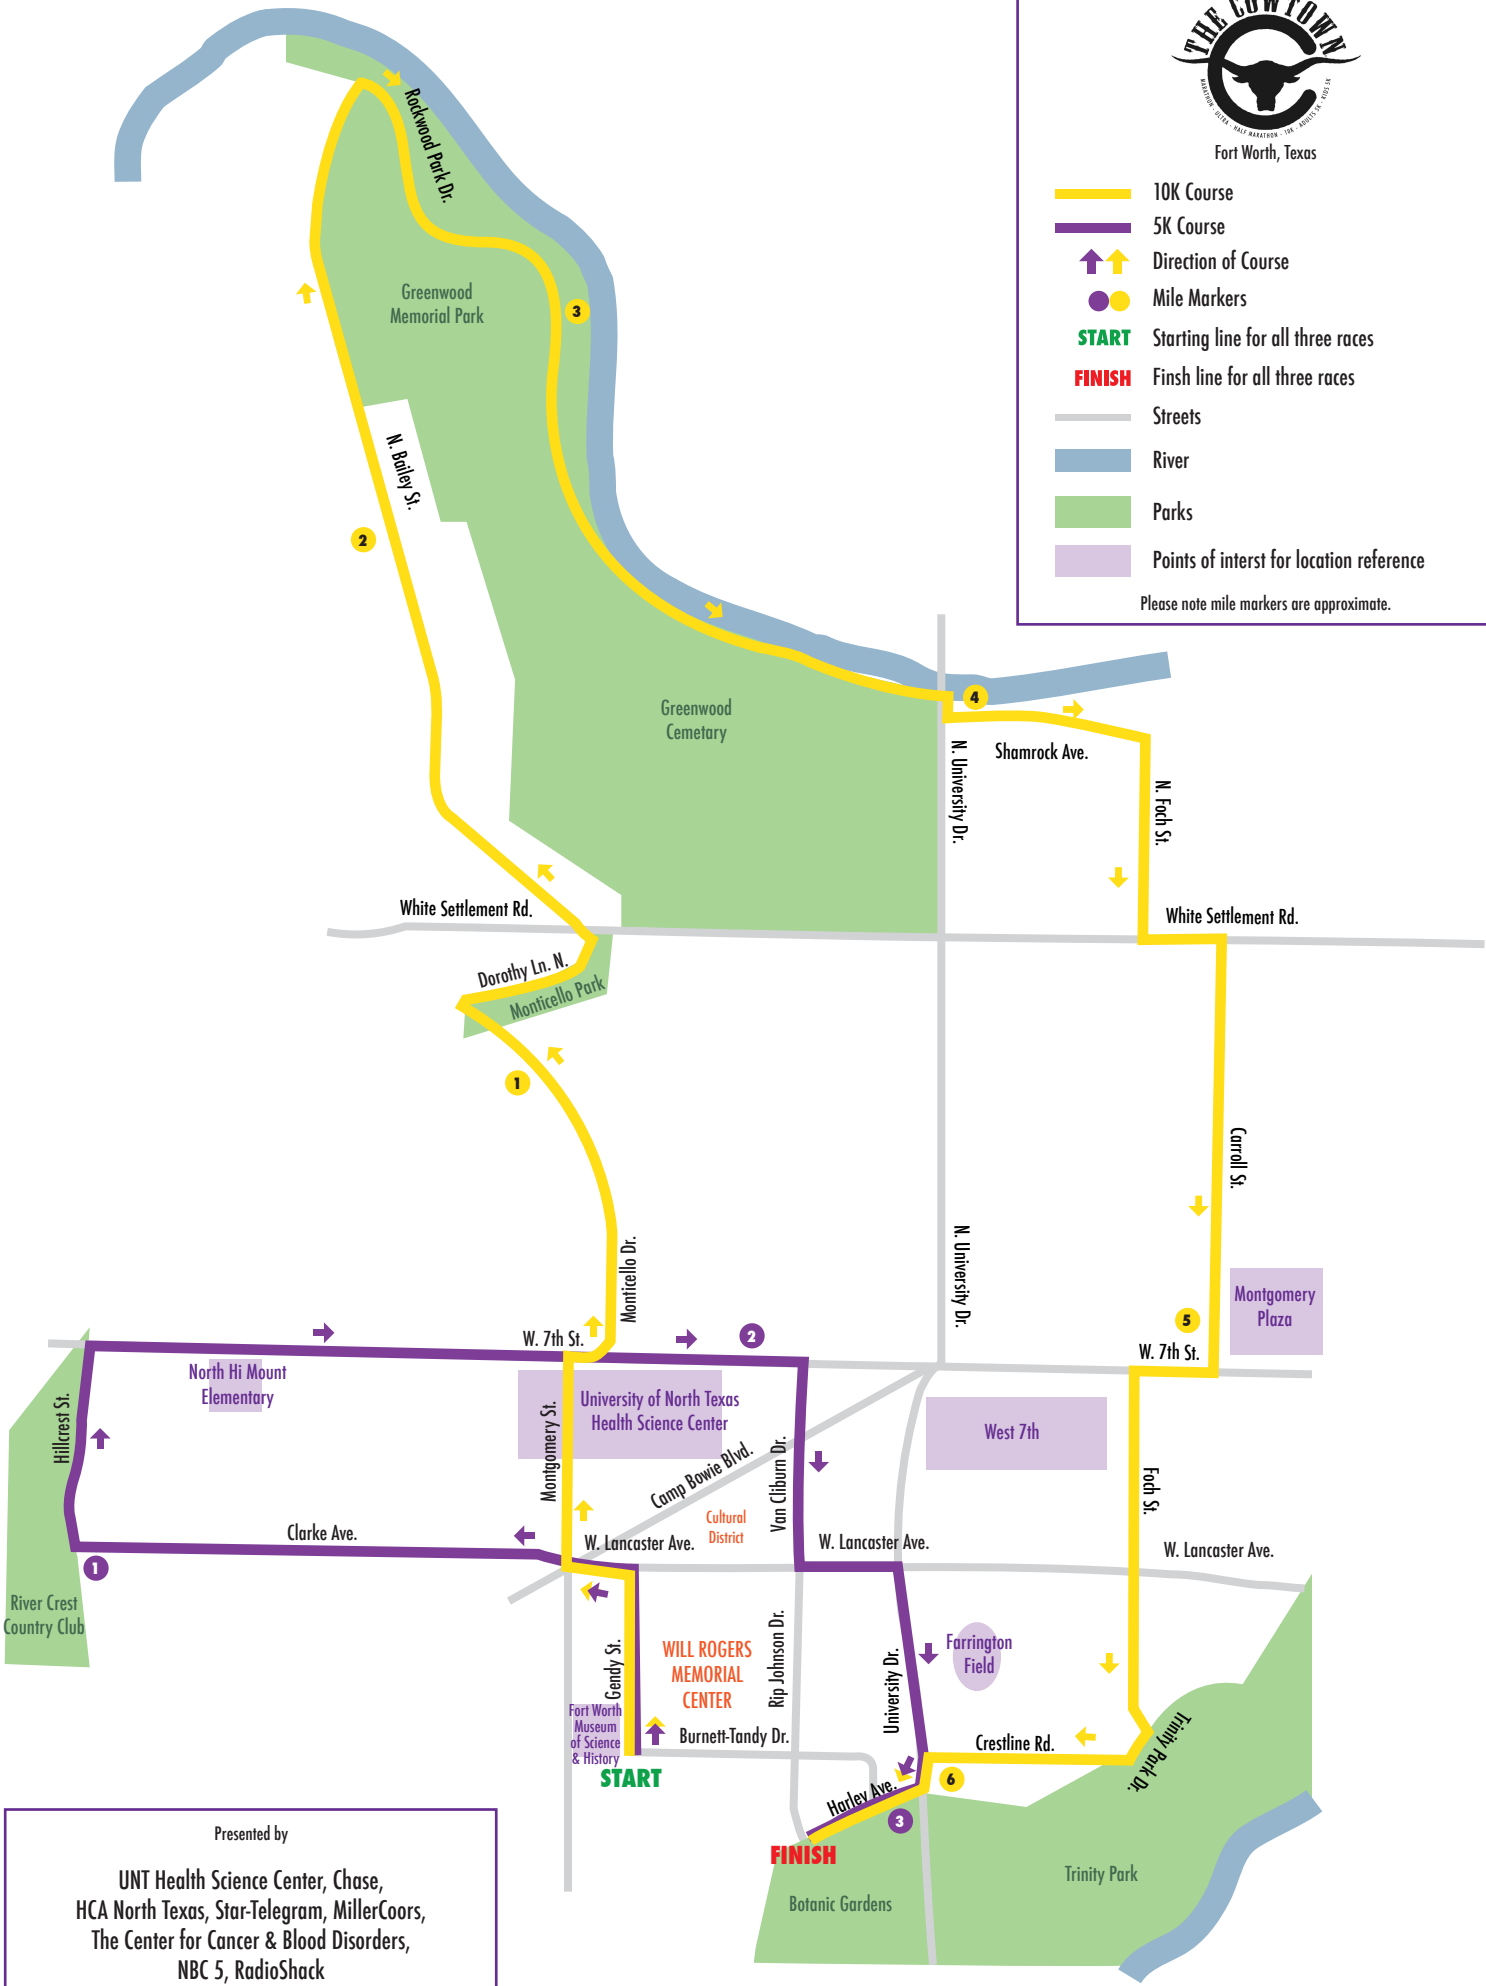 THE COWTOWN
MARATHON - ULTRA - HALF MARATHON - 10K - ADULTS 5K - KIDS 5K
Fort Worth, Texas
10K Course
5K Course
Direction of Course
Mile Markers
START Starting line for all three races
FINISH Finsh line for all three races
Streets
River
Parks
Points of interst for location reference
Please note mile markers are approximate.
Rockwood Park Dr.
Greenwood
Memorial Park
3
N. Bailey St.
2
Greenwood
Cemetary
4
Shamrock Ave.
N. University Dr.
N. Foch St.
White Settlement Rd.
White Settlement Rd.
Dorothy Ln. N.
Monticello Park
1
Carroll St.
N. University Dr.
Monticello Dr.
Montgomery
Plaza
5
W. 7th St.
2
W. 7th St.
North Hi Mount
Elementary
University of North Texas
Health Science Center
Hillcrest St.
Montgomery St.
West 7th
Camp Bowie Blvd.
Van Cliburn Dr.
Foch St.
Cultural
District
Clarke Ave.
W. Lancaster Ave.
W. Lancaster Ave.
W. Lancaster Ave.
1
River Crest
Country Club
Gendy St.
WILL ROGERS
MEMORIAL
CENTER
Rip Johnson Dr.
University Dr.
Farrington
Field
Fort Worth
Museum
of Science
& History
Burnett-Tandy Dr.
Crestline Rd.
Trinity Park Dr.
START
6
Harley Ave.
3
FINISH
Trinity Park
Botanic Gardens
Presented by
UNT Health Science Center, Chase,
HCA North Texas, Star-Telegram, MillerCoors,
The Center for Cancer & Blood Disorders,
NBC 5, RadioShack